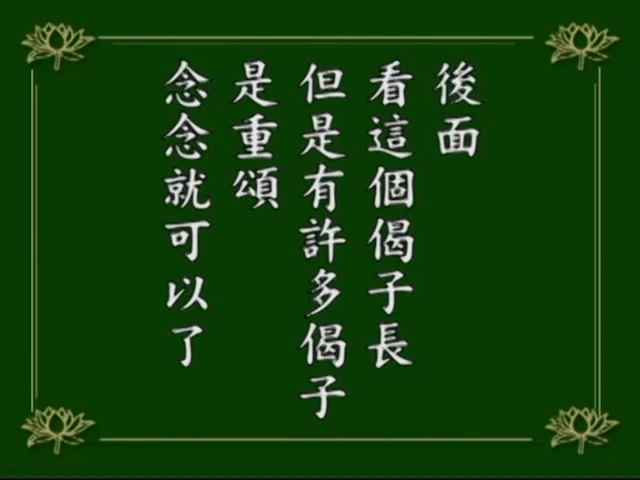 後面
看這個偈子長
但是有許多偈子
是重頌
念念就可以了